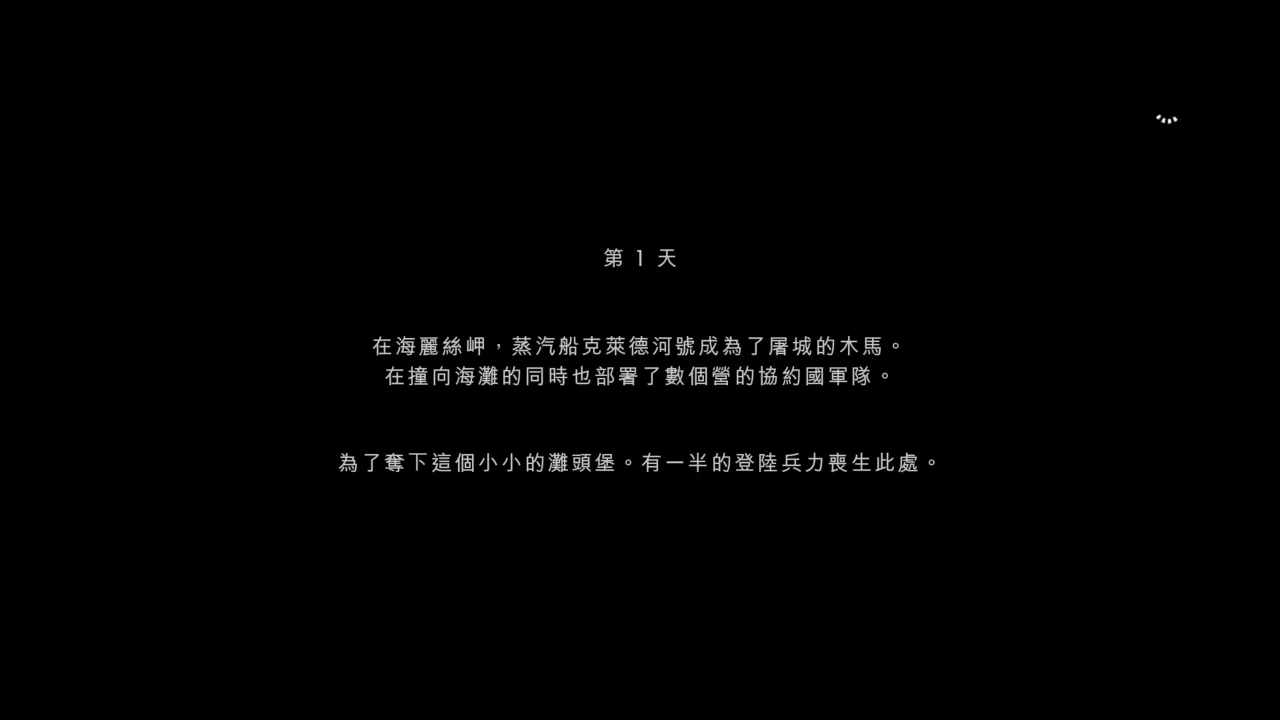 第 1 天
在海麗絲岬，蒸汽船克萊德河號成為了屠城的木馬。
在撞向海灘的同時也部署了數個營的協約國軍隊。
為了奪下這個小小的灘頭堡。有一半的登陸兵力喪生此處。